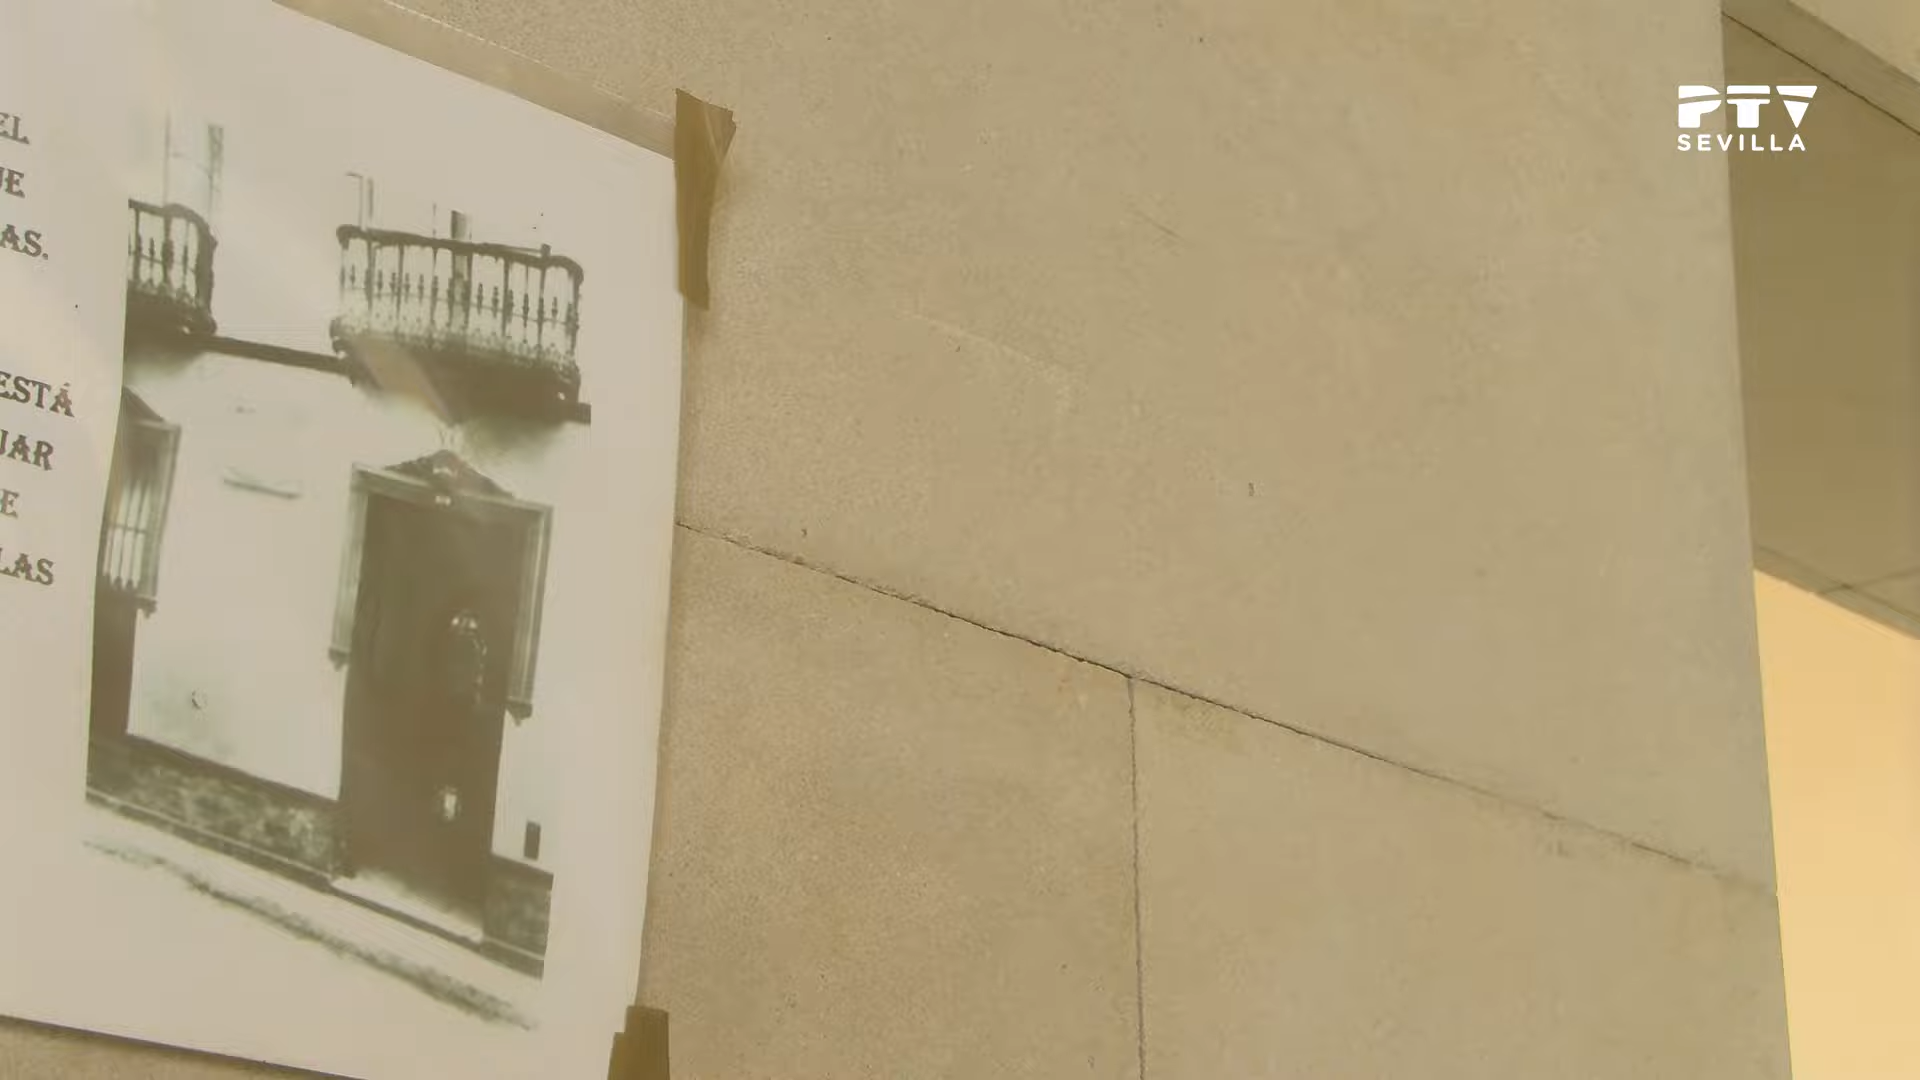 EL
UE
AS.
ESTÁ
JAR
E
LAS
PTV
SEVILLA